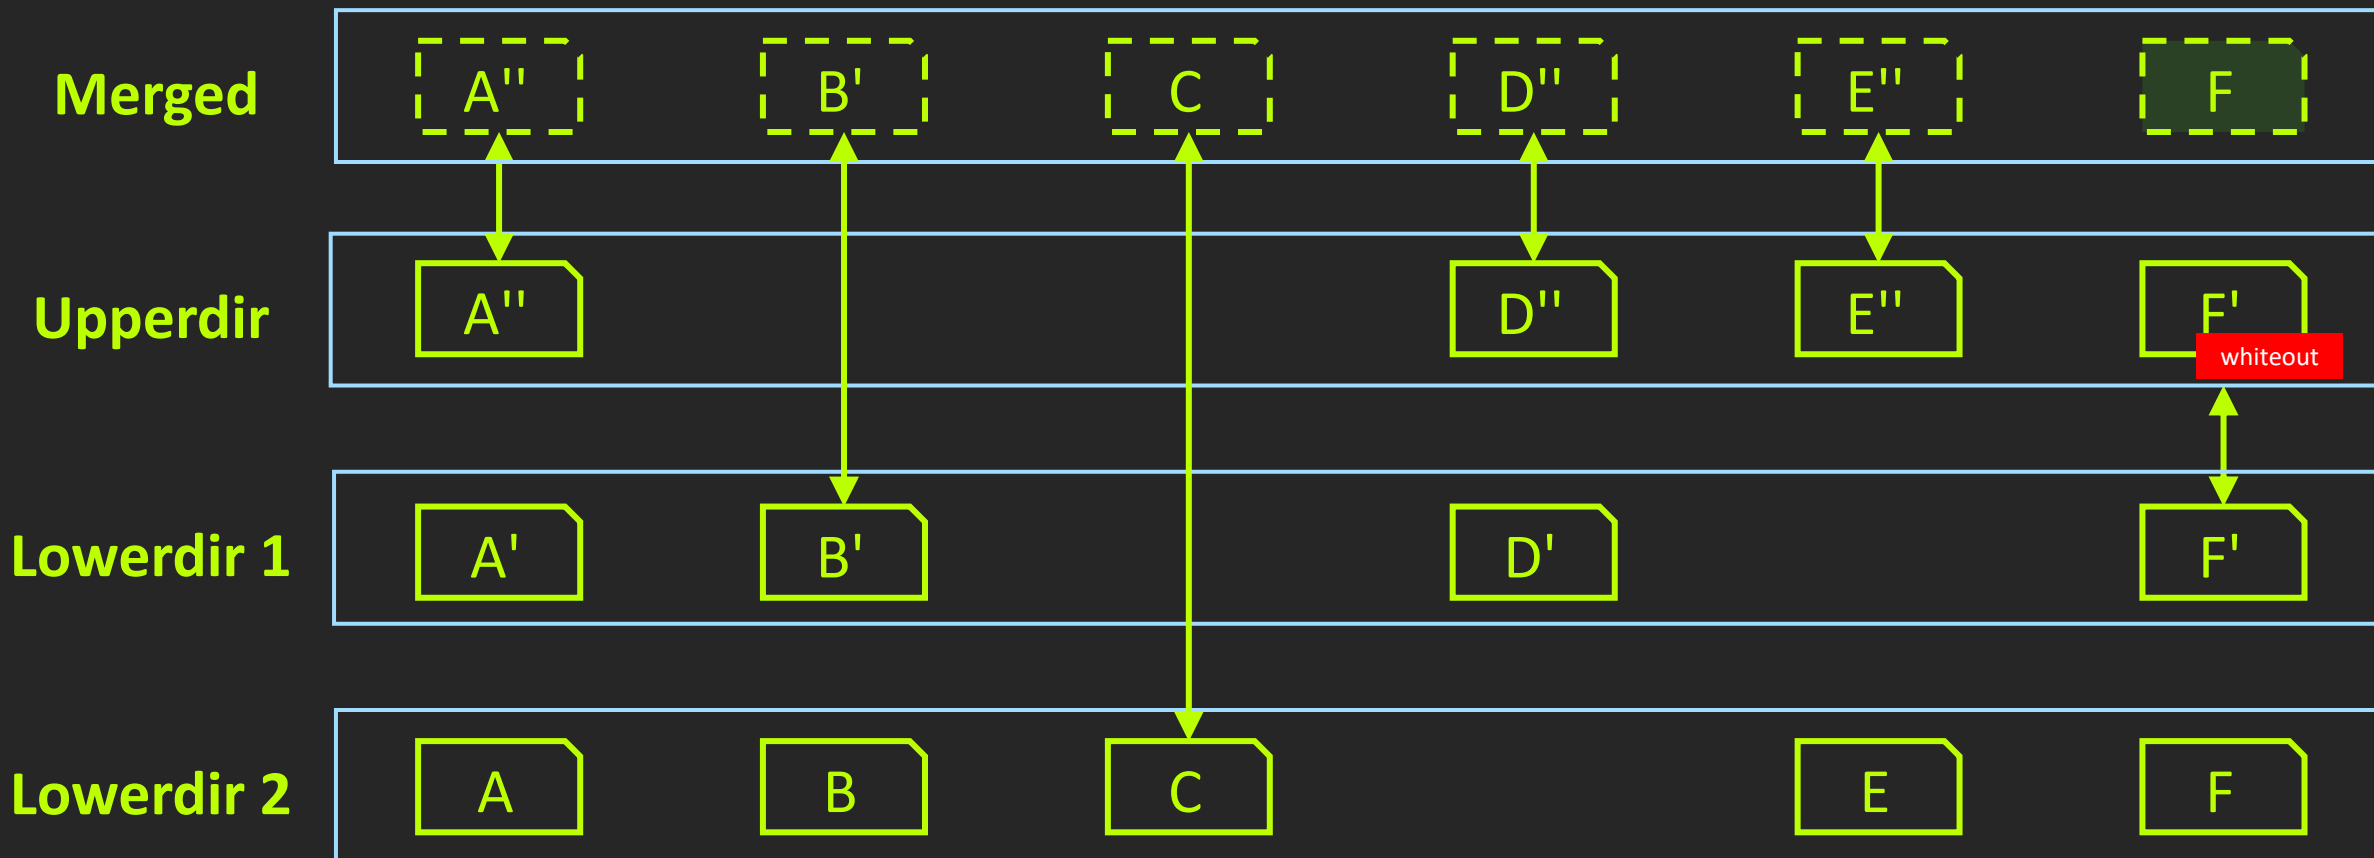 Merged
A''
B'
C
D''
E''
F
Upperdir
A''
D''
E''
F'
whiteout
Lowerdir 1
A'
B'
D'
F'
Lowerdir 2
A
B
C
E
F